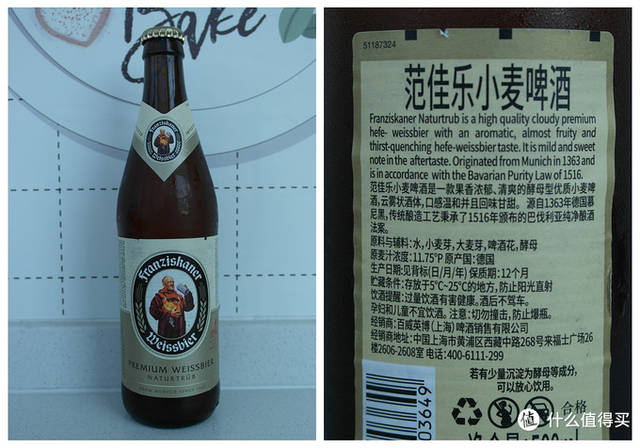 Bake
Franziskaner
Weissbier
PREMIUM WEISSBIER
NATURTRÜB
51187324
范佳乐小麦啤酒
Franziskaner Naturtrub is a high quality cloudy premium
hefe- weissbier with an aromatic, almost fruity and
thirst-quenching hefe-weissbier taste. It is mild and sweet
note in the aftertaste. Originated from Munich in 1363 and
is in accordance with the Bavarian Purity Law of 1516.
范佳乐小麦啤酒是一款果香浓郁、清爽的酵母型优质小麦啤
酒,云雾状酒体,口感温和并且回味甘甜。 源自1363年德国慕
尼黑,传统酿造工艺秉承了1516年颁布的巴伐利亚纯净酿酒
法案。
原料与辅料:水,小麦芽,大麦芽,啤酒花,酵母
原麦汁浓度:11.75°P 原产国:德国
生产日期:见背标(日/月/年) 保质期:12个月
贮藏条件:存放于5℃~25℃的地方,防止阳光直射
饮酒提醒:过量饮酒有害健康。酒后不驾车。
孕妇和儿童不宜饮酒。注意:切勿撞击,防止爆瓶。
经销商:百威英博(上海)啤酒销售有限公司
经销商地址:中国上海市黄浦区西藏中路268号来福士广场26
楼2606-2608室 电话:400-6111-299
若有少量沉淀为酵母等成分,
可以放心饮用。
03649
合格
值 什么值得买